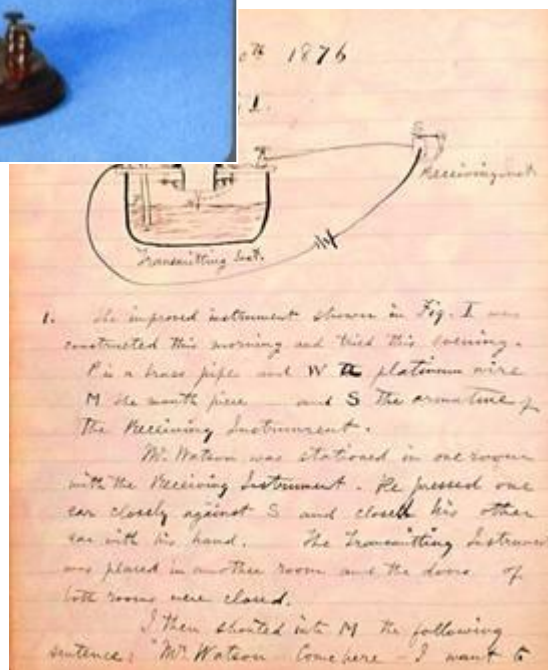 0th 1876
1.
S
Receiving Inst.
Transmitting Inst.
1. The improved instrument shown in Fig. I was
constructed this morning and tried this evening.
P is a brass pipe and W the platinum wire
M the mouth piece and S the armature of
the Receiving Instrument.
Mr. Watson was stationed in one room
with the Receiving Instrument. He pressed one
ear closely against S and closed his other
ear with his hand. The Transmitting Instrument
was placed in another room and the doors of
both rooms were closed.
I then shouted into M the following
sentence: "Mr. Watson - Come here - I want to